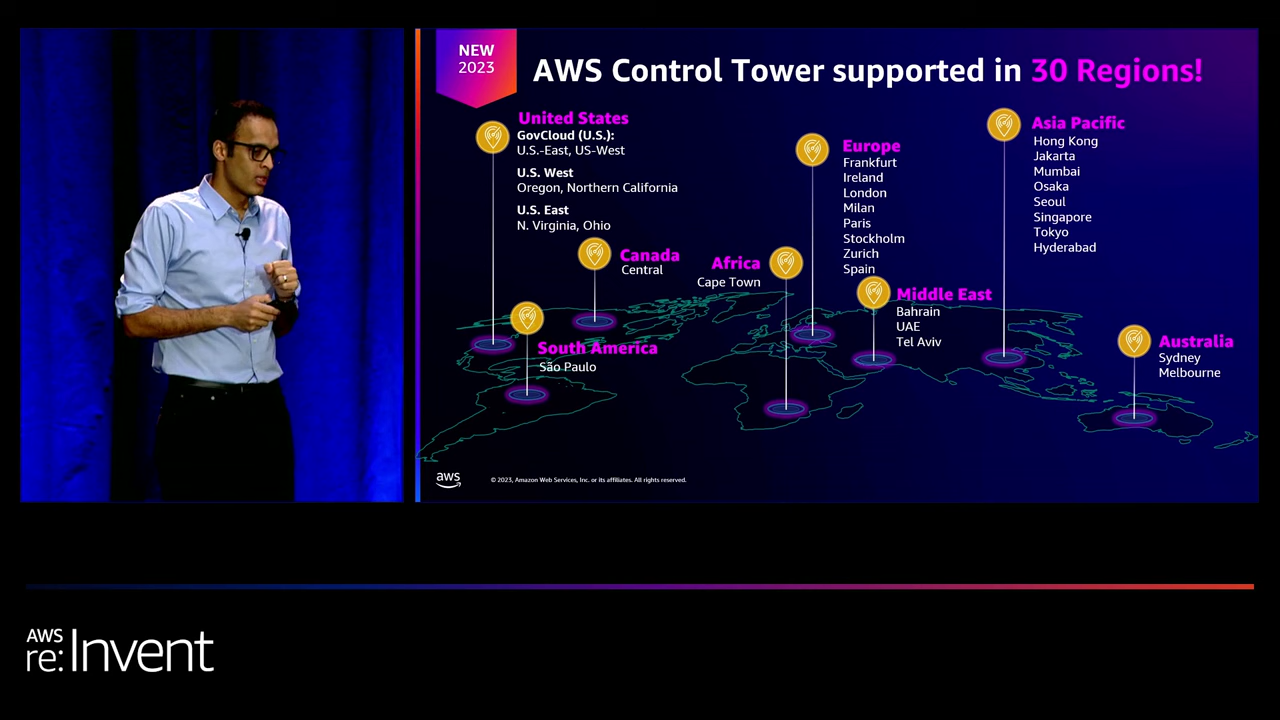 NEW
2023
AWS Control Tower supported in 30 Regions!
United States
GovCloud (U.S.):
U.S.-East, US-West
U.S. West
Oregon, Northern California
U.S. East
N. Virginia, Ohio
Canada
Central
South America
São Paulo
Africa
Cape Town
Europe
Frankfurt
Ireland
London
Milan
Paris
Stockholm
Zurich
Spain
Middle East
Bahrain
UAE
Tel Aviv
Asia Pacific
Hong Kong
Jakarta
Mumbai
Osaka
Seoul
Singapore
Tokyo
Hyderabad
Australia
Sydney
Melbourne
aws
© 2023, Amazon Web Services, Inc. or its affiliates. All rights reserved.
AWS
re:Invent